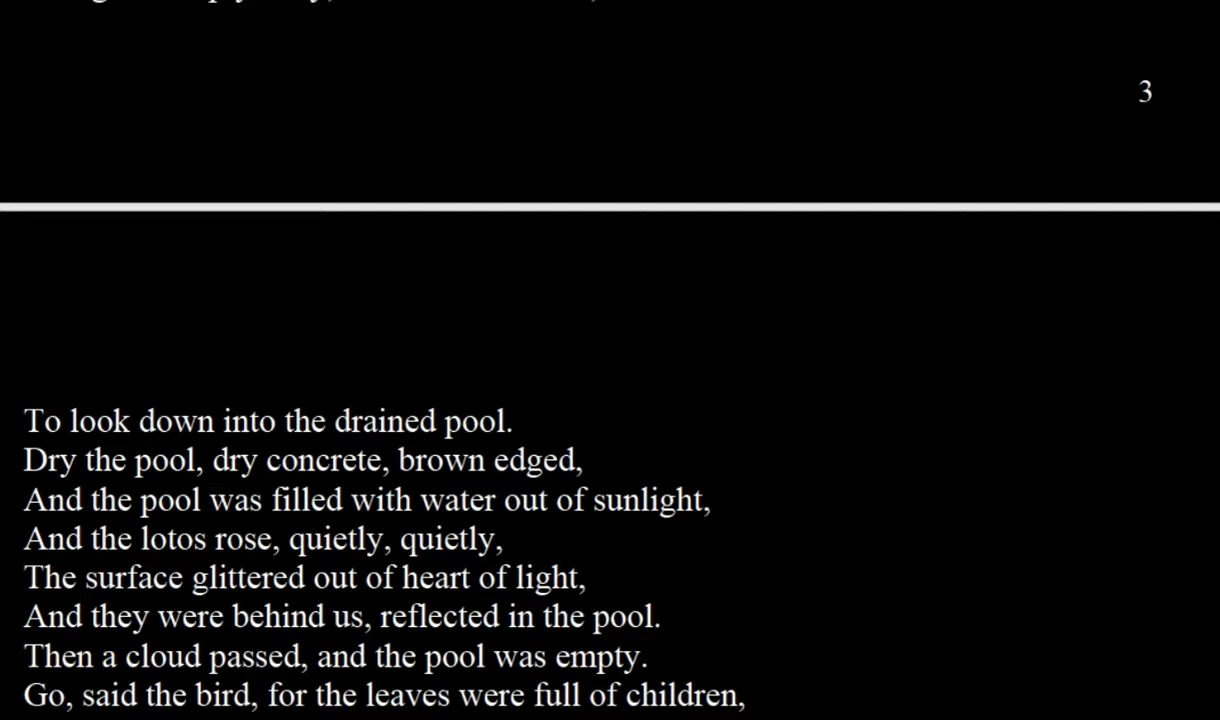 3
To look down into the drained pool.
Dry the pool, dry concrete, brown edged,
And the pool was filled with water out of sunlight,
And the lotos rose, quietly, quietly,
The surface glittered out of heart of light,
And they were behind us, reflected in the pool.
Then a cloud passed, and the pool was empty.
Go, said the bird, for the leaves were full of children,